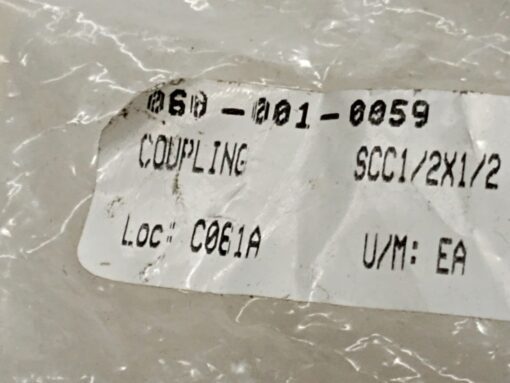 060-001-0059
COUPLING SCC1/2X1/2
Loc: C061A U/M: EA